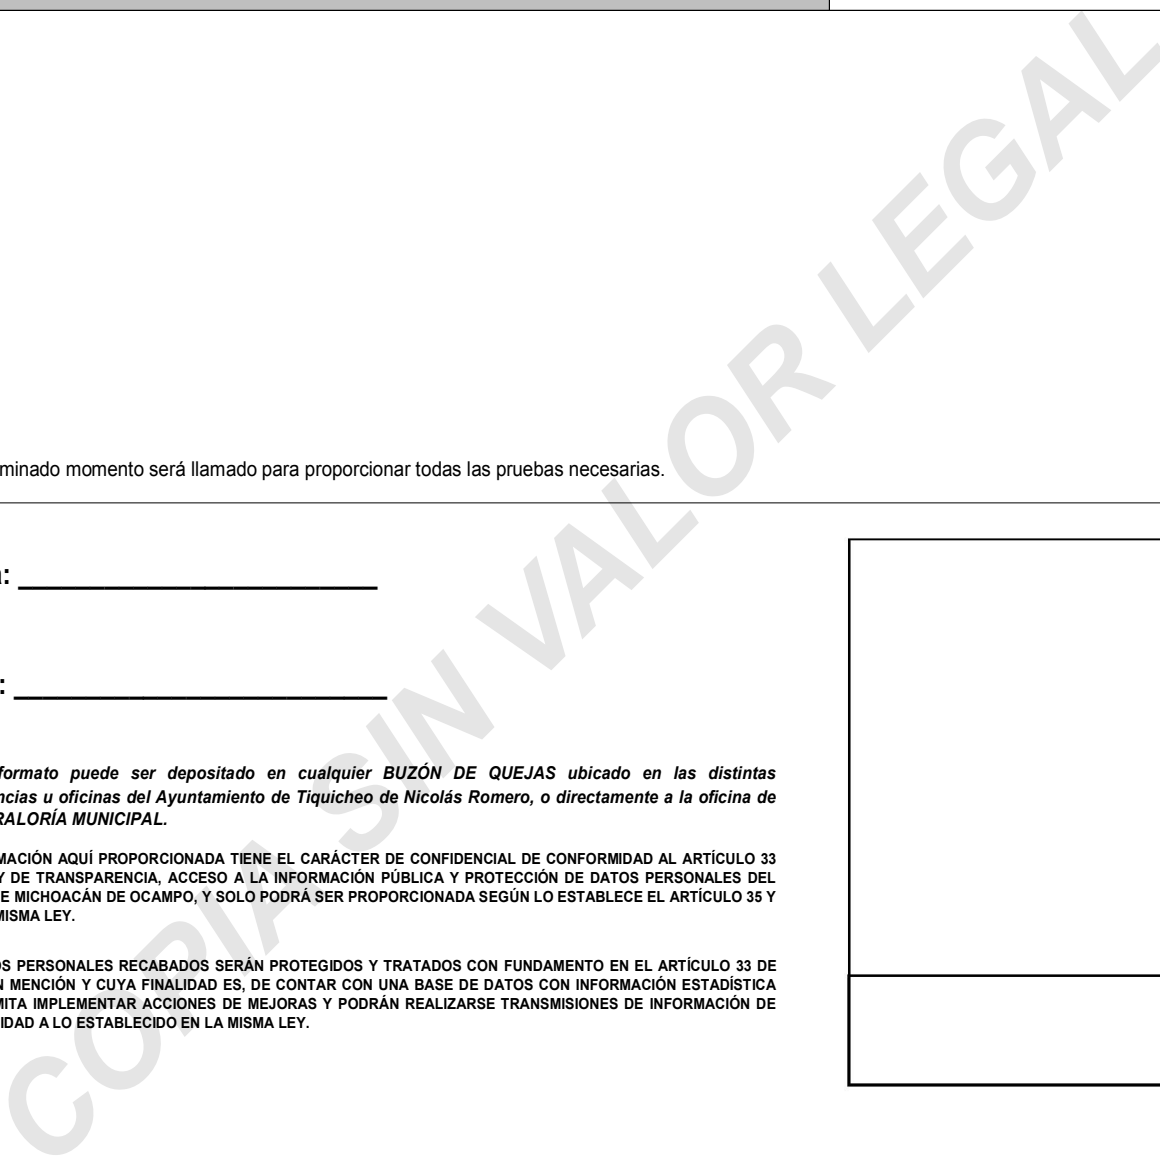 minado momento será llamado para proporcionar todas las pruebas necesarias.
: _________________________
: __________________________
formato puede ser depositado en cualquier BUZÓN DE QUEJAS ubicado en las distintas
ncias u oficinas del Ayuntamiento de Tiquicheo de Nicolás Romero, o directamente a la oficina de
RALORÍA MUNICIPAL.
MACIÓN AQUÍ PROPORCIONADA TIENE EL CARÁCTER DE CONFIDENCIAL DE CONFORMIDAD AL ARTÍCULO 33
Y DE TRANSPARENCIA, ACCESO A LA INFORMACIÓN PÚBLICA Y PROTECCIÓN DE DATOS PERSONALES DEL
E MICHOACÁN DE OCAMPO, Y SOLO PODRÁ SER PROPORCIONADA SEGÚN LO ESTABLECE EL ARTÍCULO 35 Y
MISMA LEY.
OS PERSONALES RECABADOS SERÁN PROTEGIDOS Y TRATADOS CON FUNDAMENTO EN EL ARTÍCULO 33 DE
N MENCIÓN Y CUYA FINALIDAD ES, DE CONTAR CON UNA BASE DE DATOS CON INFORMACIÓN ESTADÍSTICA
MITA IMPLEMENTAR ACCIONES DE MEJORAS Y PODRÁN REALIZARSE TRANSMISIONES DE INFORMACIÓN DE
IDAD A LO ESTABLECIDO EN LA MISMA LEY.
COPIA SIN VALOR LEGAL